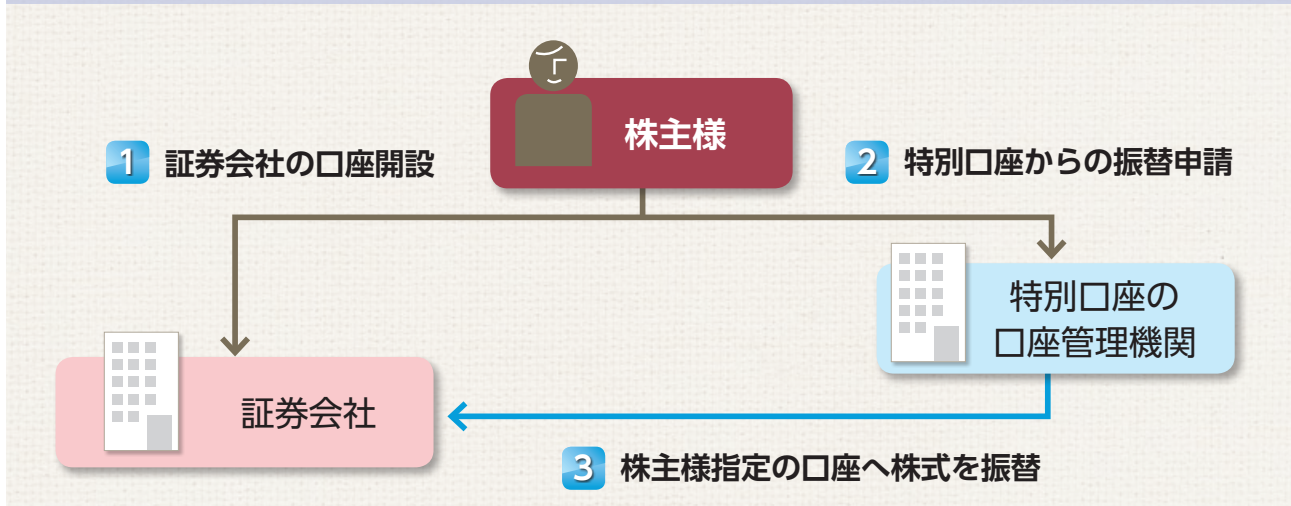 株主様
1 証券会社の口座開設
2 特別口座からの振替申請
特別口座の
口座管理機関
証券会社
3 株主様指定の口座へ株式を振替